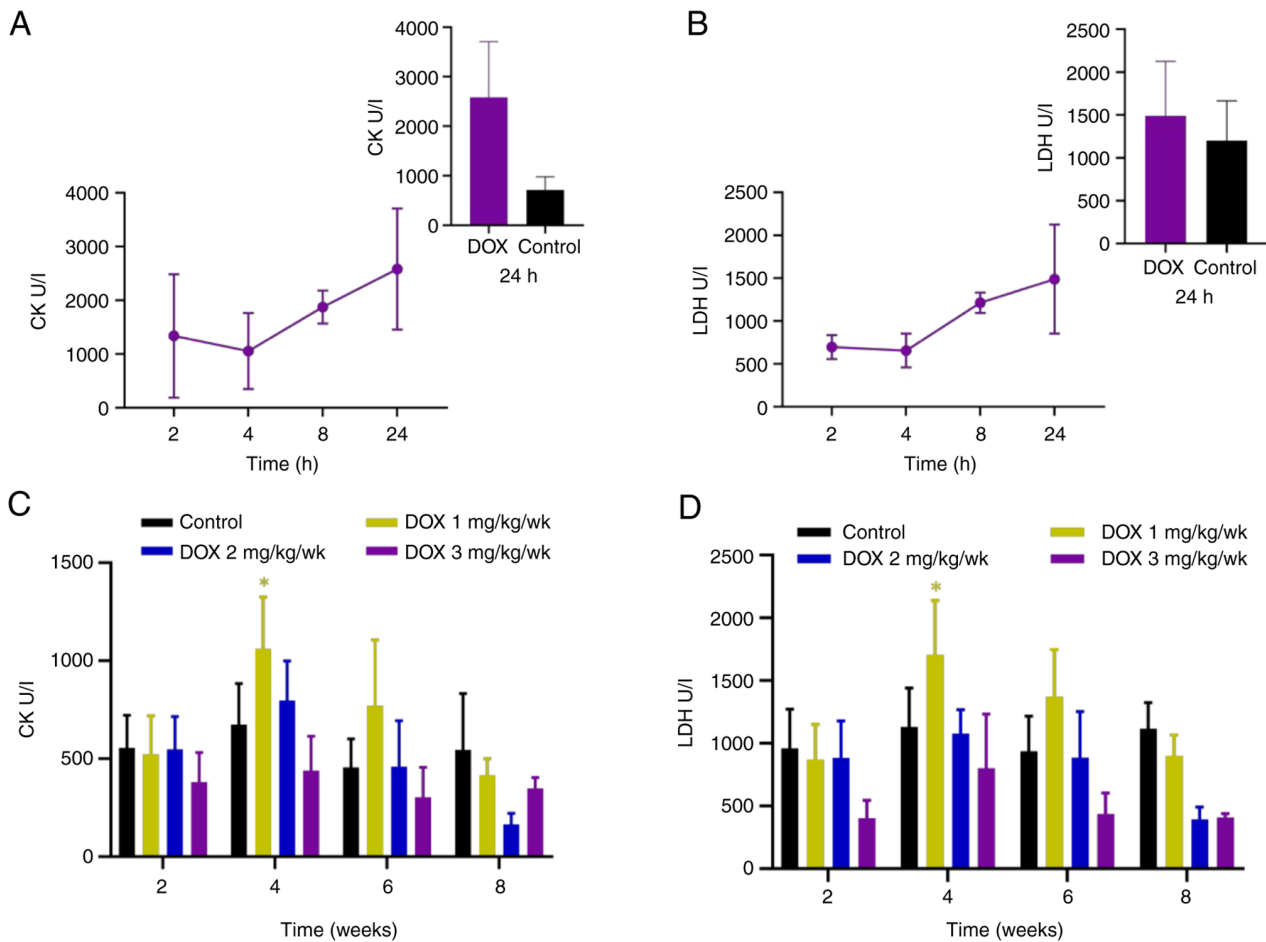 A
CK U/l
4000
3000
2000
1000
0
DOX Control
24 h
CK U/l
4000
3000
2000
1000
0
2 4 8 24
Time (h)
B
LDH U/l
2500
2000
1500
1000
500
0
DOX Control
24 h
LDH U/l
2500
2000
1500
1000
500
0
2 4 8 24
Time (h)
C
Control DOX 1 mg/kg/wk
DOX 2 mg/kg/wk DOX 3 mg/kg/wk
CK U/l
1500
1000
500
0
*
2 4 6 8
Time (weeks)
D
Control DOX 1 mg/kg/wk
DOX 2 mg/kg/wk DOX 3 mg/kg/wk
LDH U/l
2500
2000
1500
1000
500
0
*
2 4 6 8
Time (weeks)